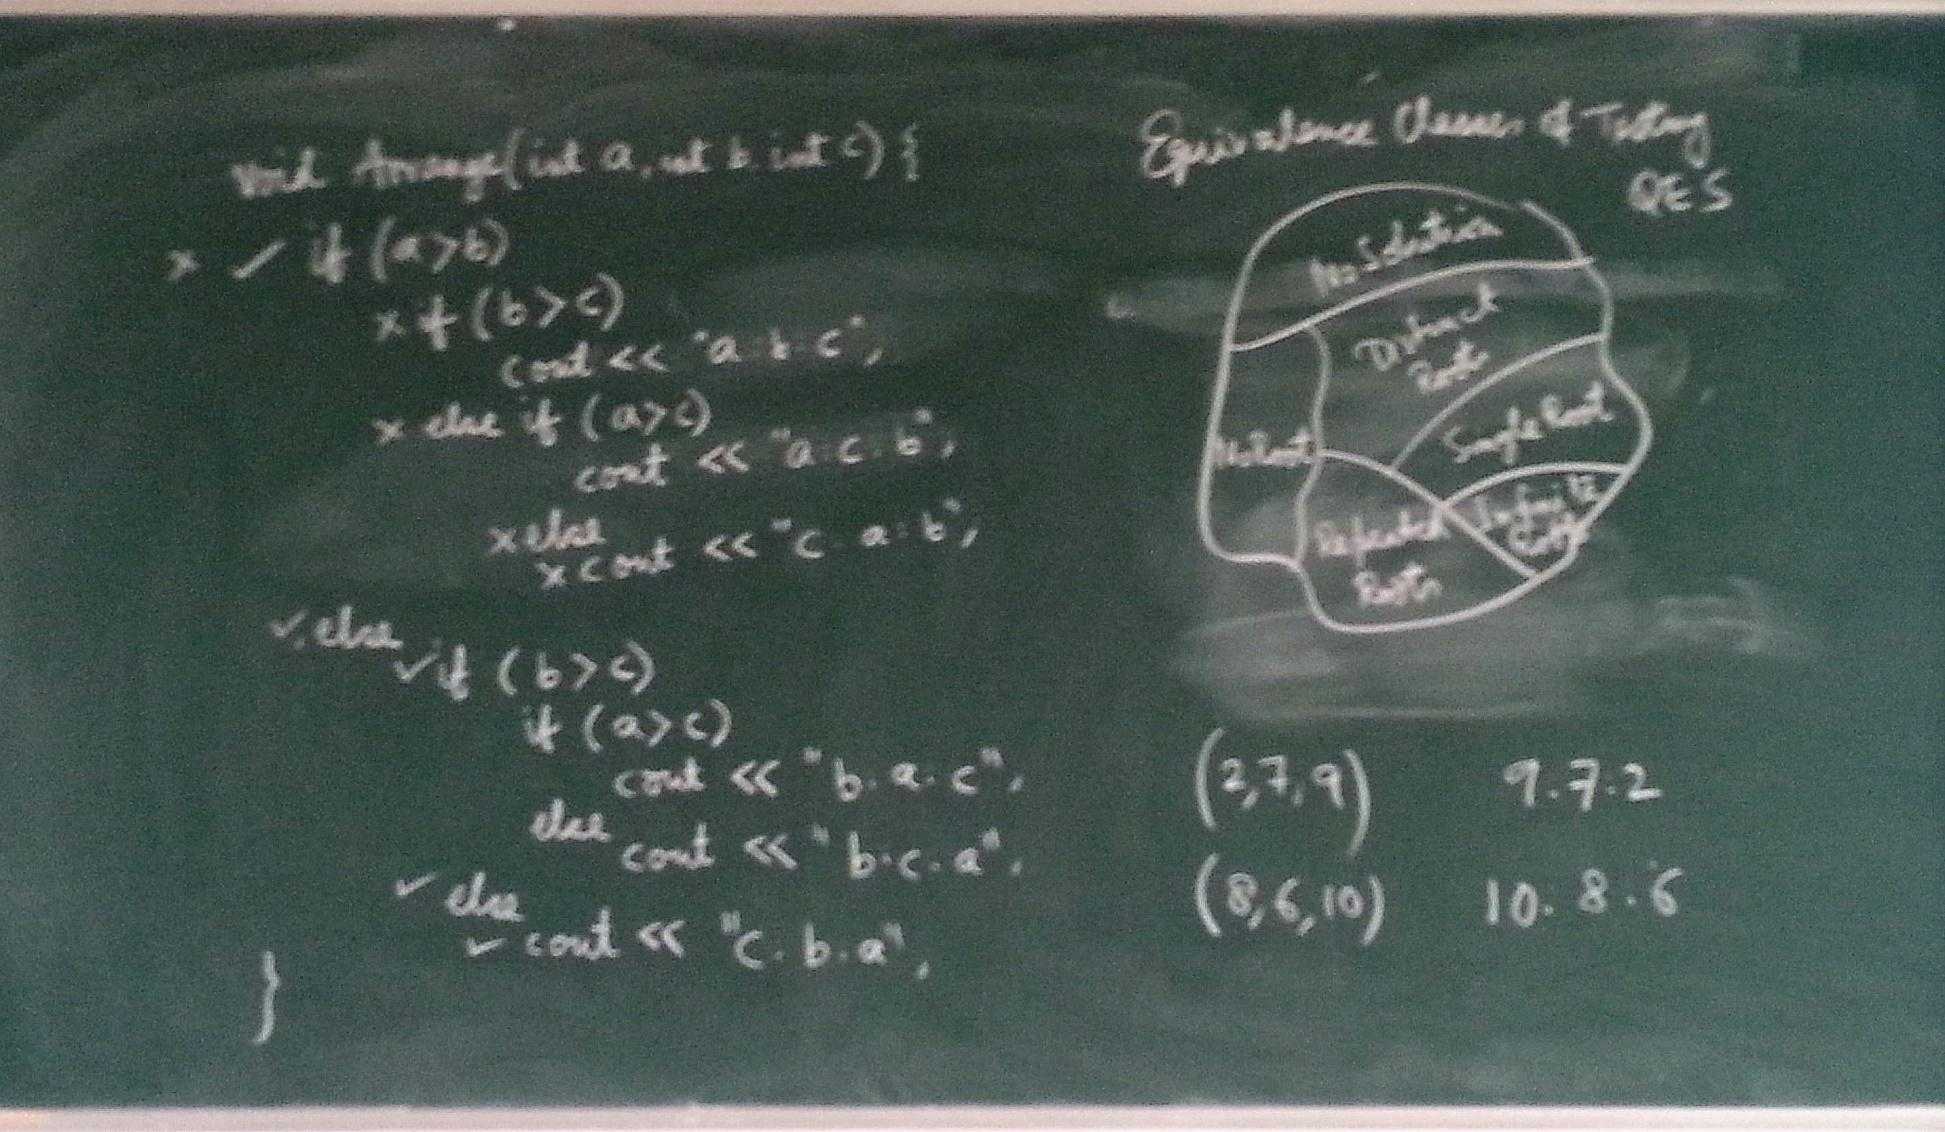 void Arrange(int a, int b int c) {
x ✓ if (a>b)
x if (b>c)
cout << "a.b.c";
x else if (a>c)
cout << "a.c.b";
x else
x cout << "c.a.b";
✓ else
✓ if (b>c)
if (a>c)
cout << "b.a.c";
else
cout << "b.c.a";
✓ else
✓ cout << "c.b.a";
}
Equivalence Classes of Testing
QES
No Solution
Distinct
Roots
Single Root
No Root
Repeated
Roots
Infinite
Roots
(2,7,9) 9.7.2
(8,6,10) 10.8.6